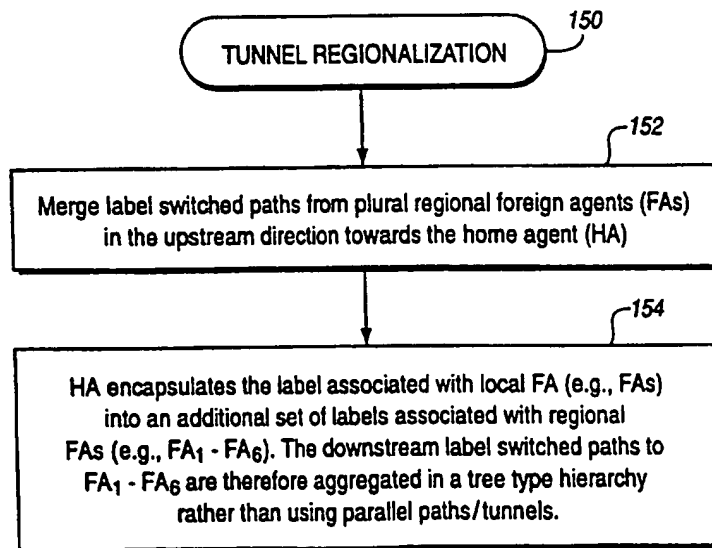 150
TUNNEL REGIONALIZATION
152
Merge label switched paths from plural regional foreign agents (FAs)
in the upstream direction towards the home agent (HA)
154
HA encapsulates the label associated with local FA (e.g., FAs)
into an additional set of labels associated with regional
FAs (e.g., FA1 - FA6). The downstream label switched paths to
FA1 - FA6 are therefore aggregated in a tree type hierarchy
rather than using parallel paths/tunnels.